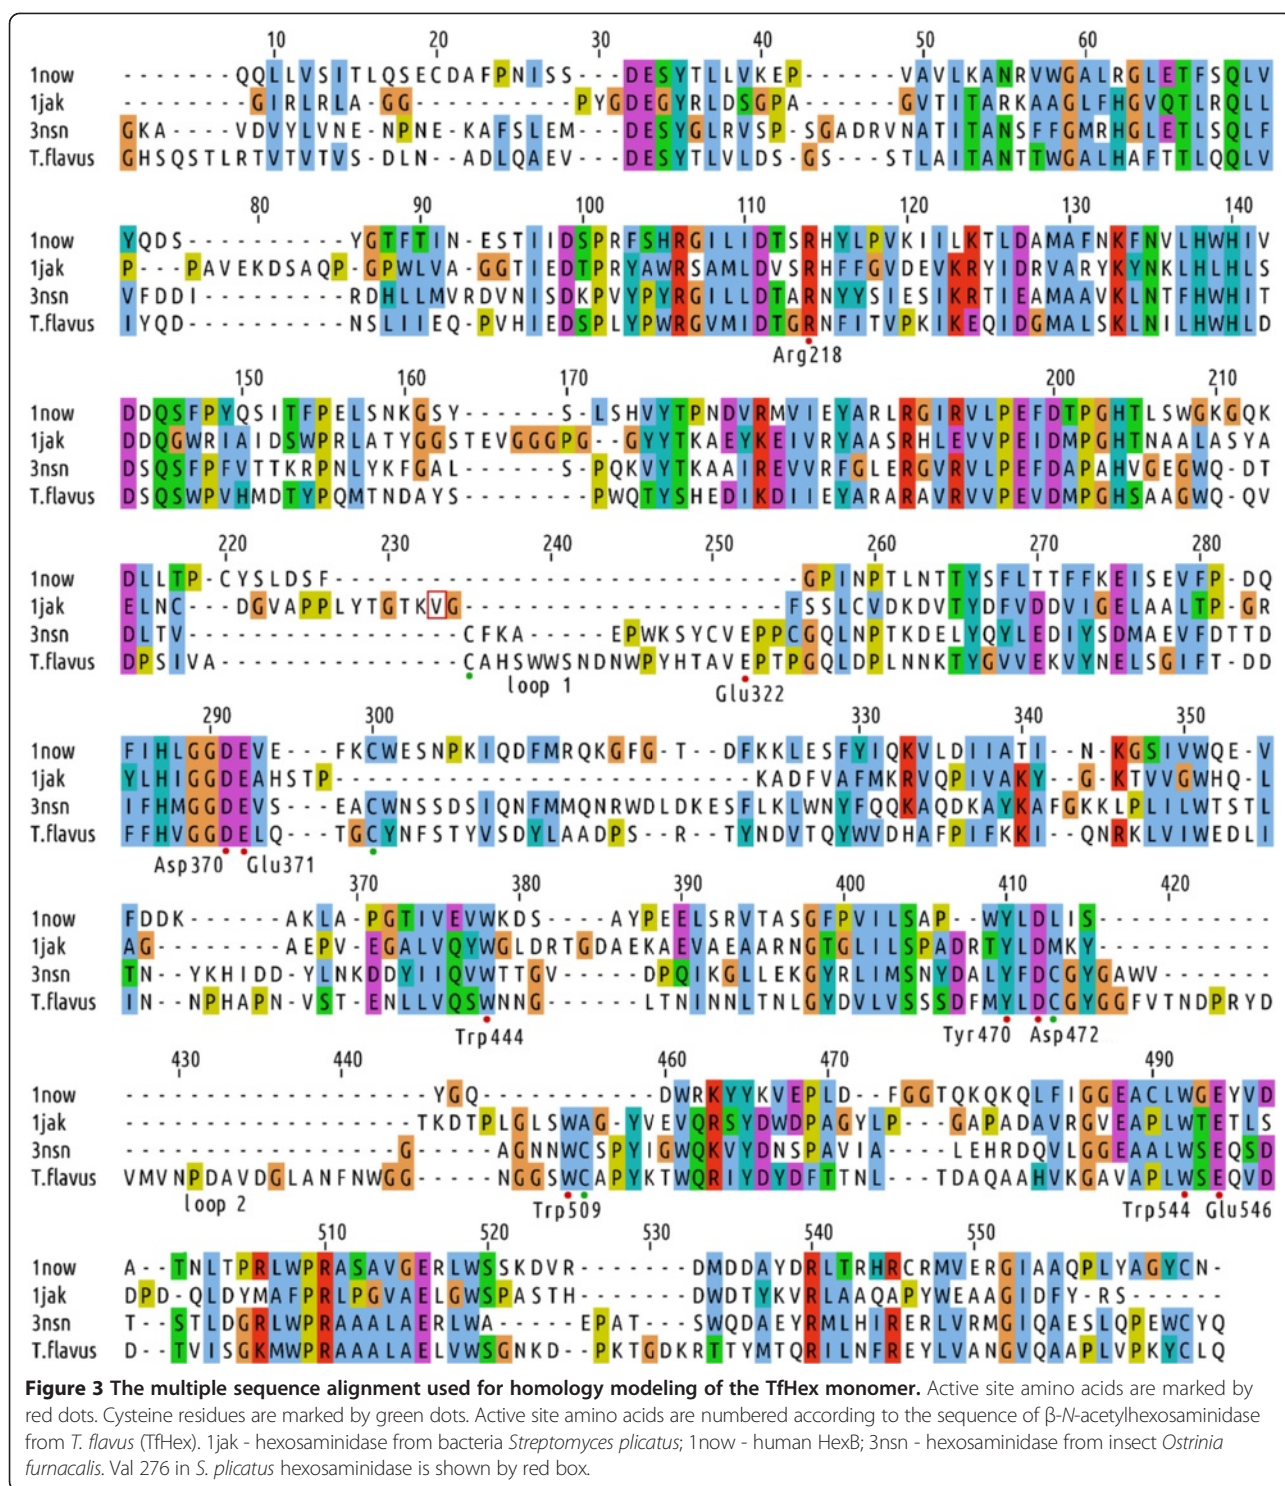 10 20 30 40 50 60
1now - - - - - - - QQLLVSITLQSECDAFPNISS- - -DESYTLLVKEP- - - - - -VAVLKANRVWGALRGLETFSQLV
1jak - - - - - - - -GIRLRLA-GG- - - - - - - - - -PYGDEGYRLDSGPA- - - - -GVTITARKAAGLFHGVQTLRQLL
3nsn GKA- - - -VDVYLVNE-NPNE-KAFSLEM- - -DESYGLRVSP-SGADRVNATITANSFFGMRHGLETLSQLF
T.flavus GHSQSTLRTVTVTVS-DLN- -ADLQAEV- - -DESYTLVLDS-GS- - -STLAITANTTWGALHAFTTLQQLV
80 90 100 110 120 130 140
1now YQDS- - - - - - - - - -YGTFTIN-ESTIIDSPRFSHRGILIDTSRHYLPVKIILKTLDAMAFNKFNVLHWHIV
1jak P- - -PAVEKDSAQP-GPWLVA-GGTIEDTPRYAWRSAMLDVSRHFFGVDEVKRYIDRVARYKYNKLHLHLS
3nsn VFDDI- - - - - - - - -RDHLLMVRDVNISDKPVYPYRGILLDTARNYYSIESIKRTIEAMAAVKLNTFHWHIT
T.flavus IYQD- - - - - - - - - -NSLIIEQ-PVHIEDSPLYPWRGVMIDTGRNFITVPKIKEQIDGMALSKLNILHWHLD
Arg218
150 160 170 200 210
1now DDQSFPYQSITFPELSNKGSY- - - - - -S-LSHVYTPNDVRMVIEYARLRGIRVLPEFDTPGHTLSWGKGQK
1jak DDQGWRIAIDSWPRLATYGGSTEVGGGPG- -GYYTKAEYKEIVRYAASRHLEVVPEIDMPGHTNAALASYA
3nsn DSQSFPFVTTKRPNLYKFGAL- - - - - -S-PQKVYTKAAIREVVRFGLERGVRVLPEFDAPAHVGEGWQ-DT
T.flavus DSQSWPVHMDTYPQMTNDAYS- - - - - - - -PWQTYSHEDIKDIIEYARARAVRVVPEVDMPGHSAAGWQ-QV
220 230 240 250 260 270 280
1now DLLTP-CYSLDSF- - - - - - - - - - - - - - - - - - - - - - - - - - - - -GPINPTLNTTYSFLTTFFKEISEVFP-DQ
1jak ELNC- - -DGVAPPLYTGTKVG- - - - - - - - - - - - - - - - - - - -FSSLCVDKDVTYDFVDDVIGELAALTP-GR
3nsn DLTV- - - - - - - - - - - - - - - - -CFKA- - - - -EPWKSYCVEPPCGQLNPTKDELYQYLEDIYSDMAEVFDTTD
T.flavus DPSIVA- - - - - - - - - - - - - - -CAHSWWSNDNWPYHTAVEPTPGQLDPLNNKTYGVVEKVYNELSGIFT-DD
loop 1 Glu322
290 300 330 340 350
1now FIHLGGDEVE- - -FKCWESNPKIQDFMRQKGFG-T- -DFKKLESFYIQKVLDIIATI- -N-KGSIVWQE-V
1jak YLHIGGDEAHSTP- - - - - - - - - - - - - - - - - - - - - - - - - -KADFVAFMKRVQPIVAKY- -G-KTVVGWHQ-L
3nsn IFHMGGDEVS- - -EACWNSSDSIQNFMMQNRWDLDKESFLKLWNYFQQKAQDKAYKAFGKKLPLILWTSTL
T.flavus FFHVGGDELQ- - -TGCYNFSTYVSDYLAADPS- -R- -TYNDVTQYWVDHAFPIFKKI- -QNRKLVIWEDLI
Asp370 Glu371
370 380 390 400 410 420
1now FDDK- - - - - -AKLA-PGTIVEVWKDS- - - -AYPEELSRVTASGFPVILSAP- -WYLDLIS- - - - - - - - - - -
1jak AG- - - - - - - -AEPV-EGALVQYWGLDRTGDAEKAEVAEAARNGTGLILSPADRTYLDMKY- - - - - - - - - - -
3nsn TN- -YKHIDD-YLNKDDYIIQVWTTGV- - - - -DPQIKGLLEKGYRLIMSNYDALYFDCGYGAWV- - - - - - -
T.flavus IN- -NPHAPN-VST-ENLLVQSWNNG- - - - - -LTNINNLTNLGYDVLVSSSDFMYLDCGYGGFVTNDPRYD
Trp444 Tyr470 Asp472
430 440 460 470 490
1now - - - - - - - - - - - - - - - - - - -YGQ- - - - - - - - - - -DWRKYYKVEPLD- -FGGTQKQKQLFIGGEACLWGEYVD
1jak - - - - - - - - - - - - - - - - - -TKDTPLGLSWAG-YVEVQRSYDWDPAGYLP- - -GAPADAVRGVEAPLWTETLS
3nsn - - - - - - - - - - - - - - - - -G- - - - -AGNNWCSPYIGWQKVYDNSPAVIA- - - -LEHRDQVLGGEAALWSEQSD
T.flavus VMVNPDAVDGLANFNWGG- - - - -NGGSWCAPYKTWQRIYDYDFTTNL- - -TDAQAAHVKGAVAPLWSEQVD
loop 2 Trp509 Trp544 Glu546
510 520 530 540 550
1now A- -TNLTPRLWPRASAVGERLWSSKDVR- - - - - - -DMDDAYDRLTRHRCRMVERGIAAQPLYAGYCN-
1jak DPD-QLDYMAFPRLPGVAELGWSPASTH- - - - - - -DWDTYKVRLAAQAPYWEAAGIDFY-RS- - - - - -
3nsn T- -STLDGRLWPRAAALAERLWA- - - -EPAT- - -SWQDAEYRMLHIRERLVRMGIQAESLQPEWCYQ
T.flavus D- -TVISGKMWPRAAALAELVWSGNKD- -PKTGDKRTTYMTQRILNFREYLVANGVQAAPLVPKYCLQ
Figure 3 The multiple sequence alignment used for homology modeling of the TfHex monomer. Active site amino acids are marked by
red dots. Cysteine residues are marked by green dots. Active site amino acids are numbered according to the sequence of β-N-acetylhexosaminidase
from T. flavus (TfHex). 1jak - hexosaminidase from bacteria Streptomyces plicatus; 1now - human HexB; 3nsn - hexosaminidase from insect Ostrinia
furnacalis. Val 276 in S. plicatus hexosaminidase is shown by red box.